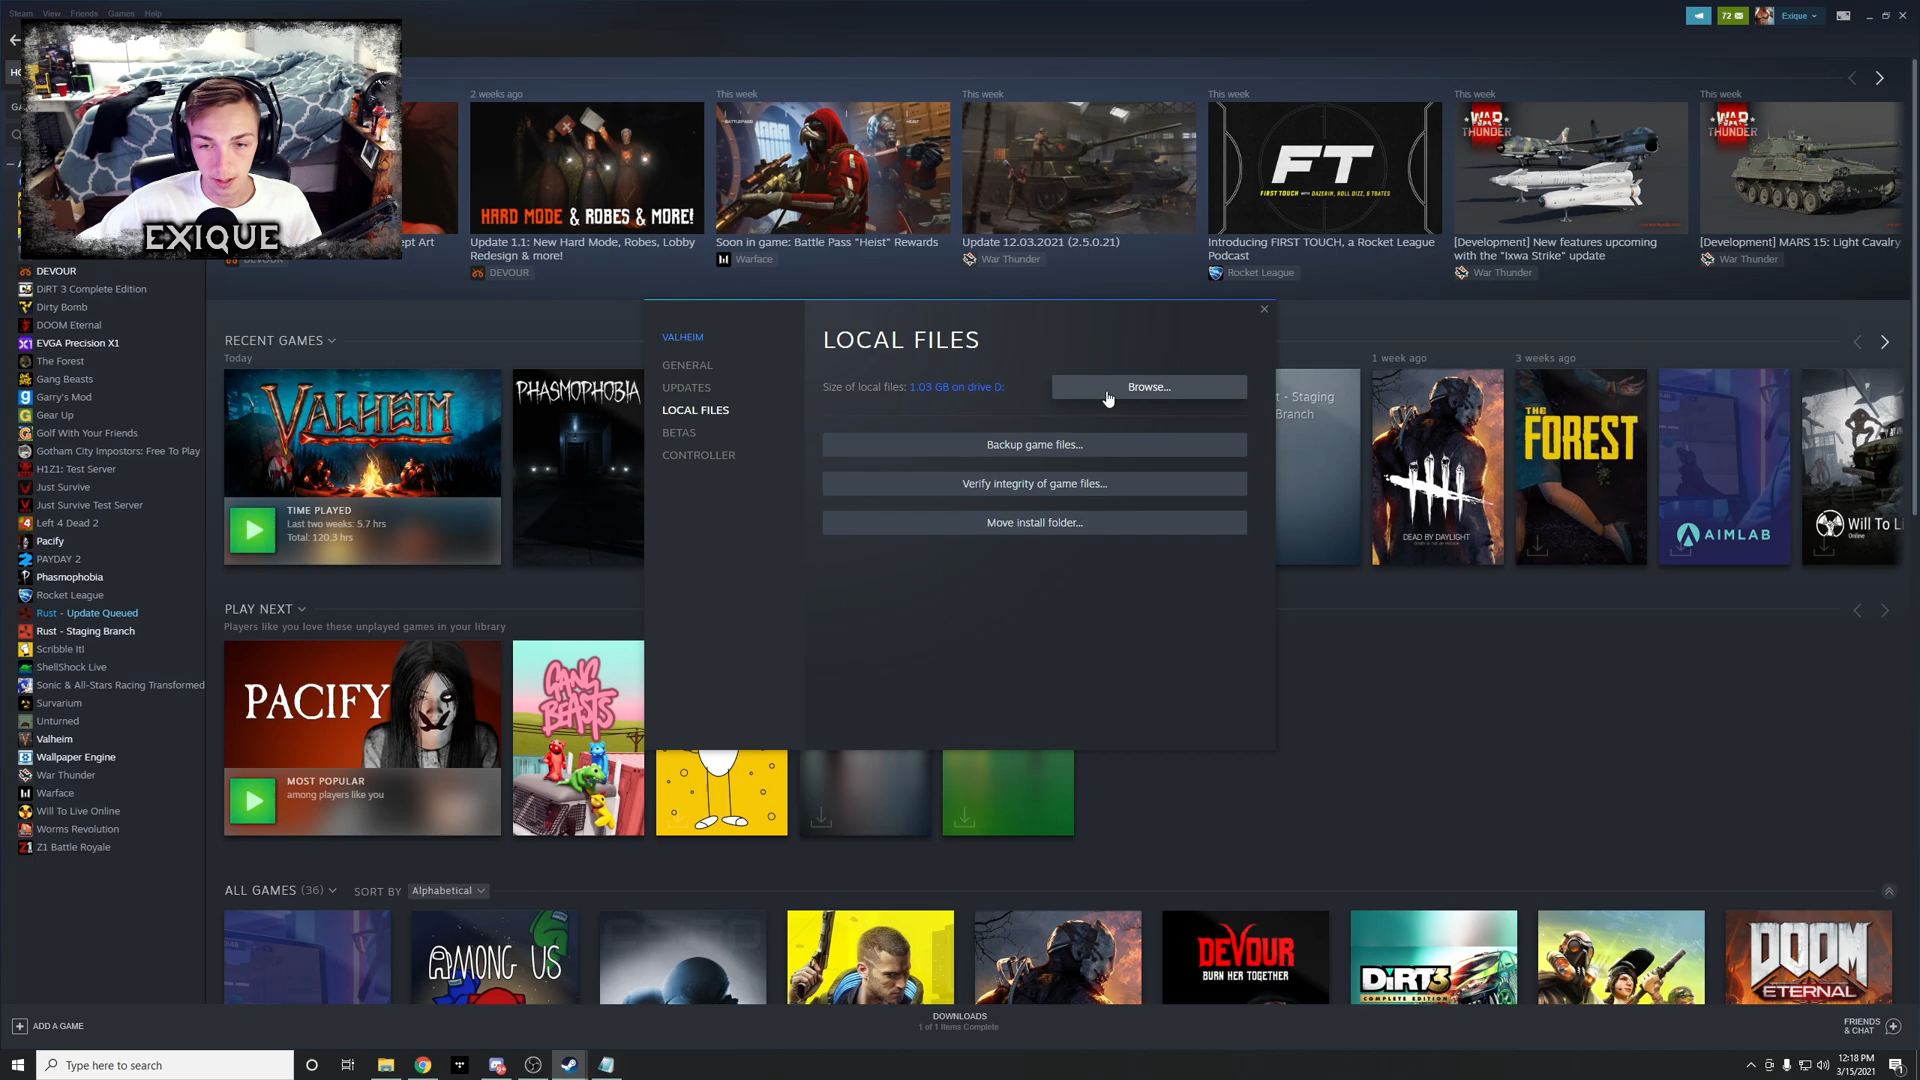 Steam View Friends Games Help
72
Exique
EXIQUE
2 weeks ago
This week
This week
This week
This week
This week
BATTLEPASS
HEIST
HARD MODE & ROBES & MORE!
FT
FIRST TOUCH WITH DAZERIN, ROLL DIZZ, & TBATES
WAR THUNDER
WAR THUNDER
ept Art
Update 1.1: New Hard Mode, Robes, Lobby
Redesign & more!
DEVOUR
DEVOUR
Soon in game: Battle Pass "Heist" Rewards
Warface
Update 12.03.2021 (2.5.0.21)
War Thunder
Introducing FIRST TOUCH, a Rocket League
Podcast
Rocket League
[Development] New features upcoming
with the "Ixwa Strike" update
War Thunder
[Development] MARS 15: Light Cavalry
War Thunder
DEVOUR
DiRT 3 Complete Edition
Dirty Bomb
DOOM Eternal
EVGA Precision X1
The Forest
Gang Beasts
Garry's Mod
Gear Up
Golf With Your Friends
Gotham City Impostors: Free To Play
H1Z1: Test Server
Just Survive
Just Survive Test Server
Left 4 Dead 2
Pacify
PAYDAY 2
Phasmophobia
Rocket League
Rust - Update Queued
Rust - Staging Branch
Scribble It!
ShellShock Live
Sonic & All-Stars Racing Transformed
Survarium
Unturned
Valheim
Wallpaper Engine
War Thunder
Warface
Will To Live Online
Worms Revolution
Z1 Battle Royale
RECENT GAMES
Today
VALHEIM
TIME PLAYED
Last two weeks: 5.7 hrs
Total: 120.3 hrs
PHASMOPHOBIA
VALHEIM
GENERAL
UPDATES
LOCAL FILES
BETAS
CONTROLLER
LOCAL FILES
Size of local files: 1.03 GB on drive D:
Browse...
Backup game files...
Verify integrity of game files...
Move install folder...
1 week ago
3 weeks ago
t - Staging
Branch
DEAD BY DAYLIGHT
THE FOREST
AIMLAB
Will To Li
Online
PLAY NEXT
Players like you love these unplayed games in your library
PACIFY
MOST POPULAR
among players like you
GANG BEASTS
ALL GAMES (36)
SORT BY Alphabetical
AMONG US
DEVOUR
BURN HER TOGETHER
DiRT3
COMPLETE EDITION
DOOM
ETERNAL
ADD A GAME
DOWNLOADS
1 of 1 Items Complete
FRIENDS
& CHAT
Type here to search
12:18 PM
3/15/2021